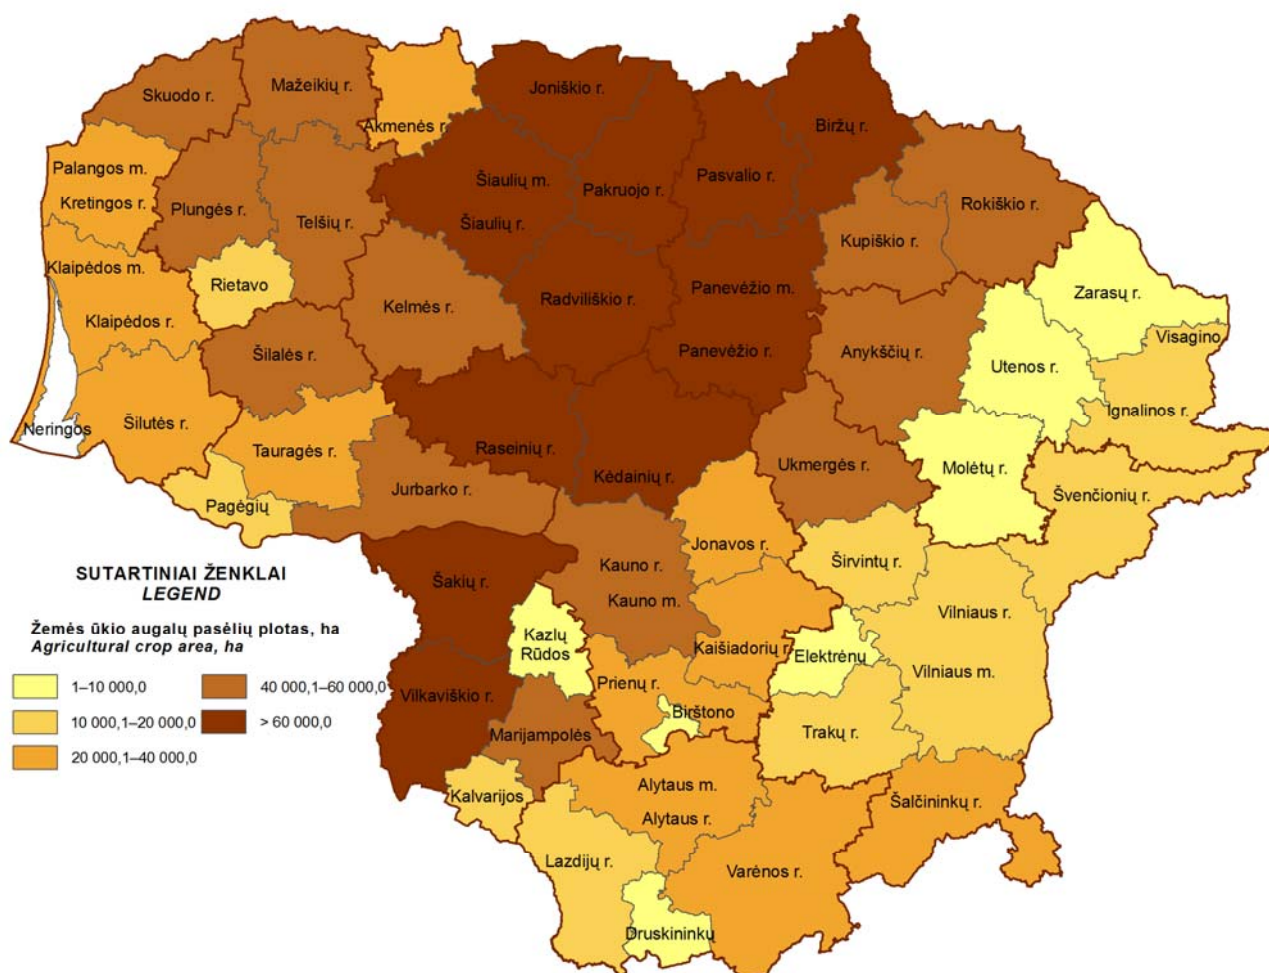 Skuodo r.
Mažeikių r.
Akmenės r.
Joniškio r.
Biržų r.
Palangos m.
Kretingos r.
Plungės r.
Telšių r.
Šiaulių m.
Šiaulių r.
Pakruojo r.
Pasvalio r.
Rokiškio r.
Kupiškio r.
Klaipėdos m.
Klaipėdos r.
Rietavo
Kelmės r.
Radviliškio r.
Panevėžio m.
Panevėžio r.
Zarasų r.
Visagino
Šilalės r.
Anykščių r.
Utenos r.
Ignalinos r.
Neringos
Šilutės r.
Tauragės r.
Raseinių r.
Kėdainių r.
Ukmergės r.
Molėtų r.
Švenčionių r.
Pagėgių
Jurbarko r.
Jonavos r.
Širvintų r.
Šakių r.
Kauno r.
Kauno m.
Vilniaus r.
Vilniaus m.
Kazlų
Rūdos
Kaišiadorių r.
Elektrėnų
Vilkaviškio r.
Prienų r.
Birštono
Marijampolės
Trakų r.
Kalvarijos
Alytaus m.
Alytaus r.
Šalčininkų r.
Lazdijų r.
Varėnos r.
Druskininkų
SUTARTINIAI ŽENKLAI
LEGEND
Žemės ūkio augalų pasėlių plotas, ha
Agricultural crop area, ha
1–10 000,0
10 000,1–20 000,0
20 000,1–40 000,0
40 000,1–60 000,0
> 60 000,0